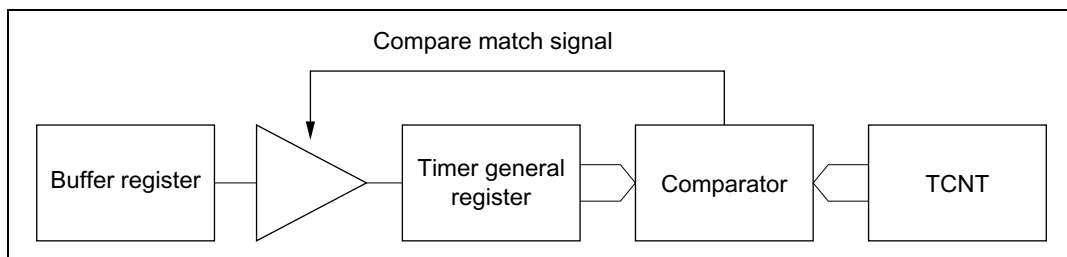 Compare match signal
Buffer register
Timer general
register
Comparator
TCNT